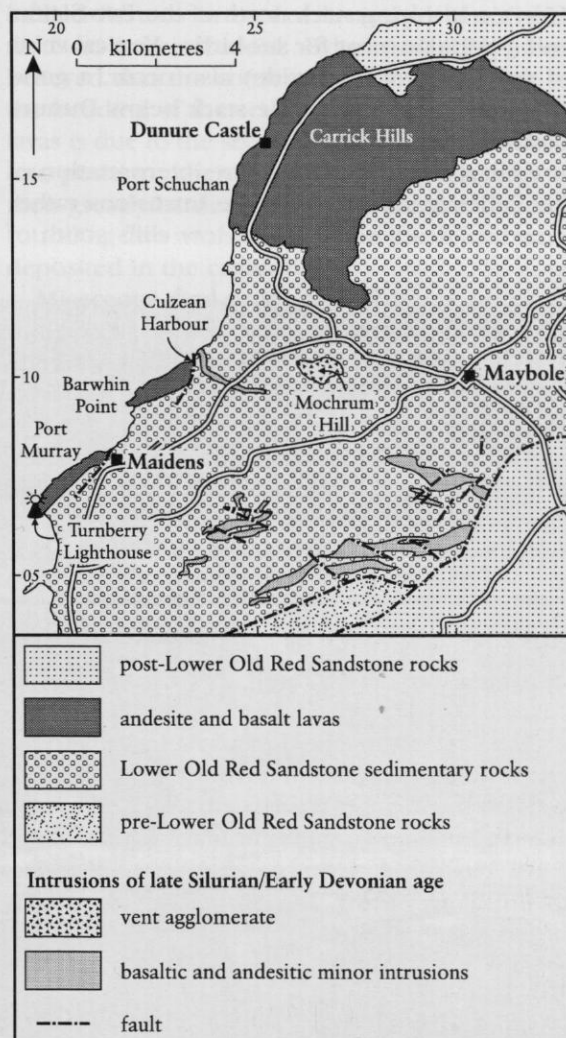 N
0 kilometres 4
Dunure Castle
Carrick Hills
15
Port Schuchan
Culzean
Harbour
10
Barwhin
Point
Mochrum
Hill
Maybole
Port
Murray
Maidens
Turnberry
Lighthouse
05
20 25 30
post-Lower Old Red Sandstone rocks
andesite and basalt lavas
Lower Old Red Sandstone sedimentary rocks
pre-Lower Old Red Sandstone rocks
Intrusions of late Silurian/Early Devonian age
vent agglomerate
basaltic and andesitic minor intrusions
fault